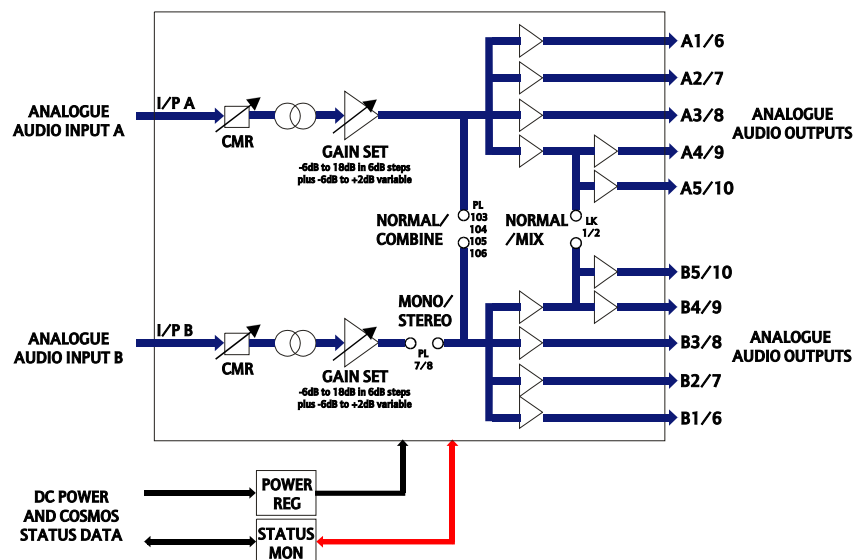 A1/6
A2/7
I/P A
ANALOGUE
AUDIO INPUT A
A3/8
ANALOGUE
AUDIO OUTPUTS
CMR
GAIN SET
-6dB to 18dB in 6dB steps
plus -6dB to +2dB variable
A4/9
A5/10
NORMAL/
COMBINE
PL
103
104
105
106
NORMAL
/MIX
LK
1/2
B5/10
MONO/
STEREO
B4/9
I/P B
ANALOGUE
AUDIO INPUT B
B3/8
ANALOGUE
AUDIO OUTPUTS
PL
7/8
CMR
GAIN SET
-6dB to 18dB in 6dB steps
plus -6dB to +2dB variable
B2/7
B1/6
DC POWER
AND COSMOS
STATUS DATA
POWER
REG
STATUS
MON